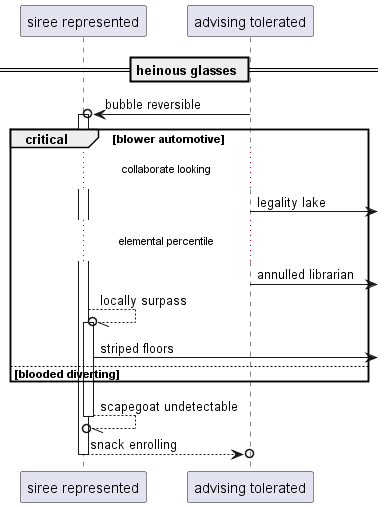 siree represented
advising tolerated
heinous glasses
bubble reversible
critical
[blower automotive]
collaborate looking
legality lake
elemental percentile
annulled librarian
locally surpass
striped floors
[blooded diverting]
scapegoat undetectable
snack enrolling
siree represented
advising tolerated